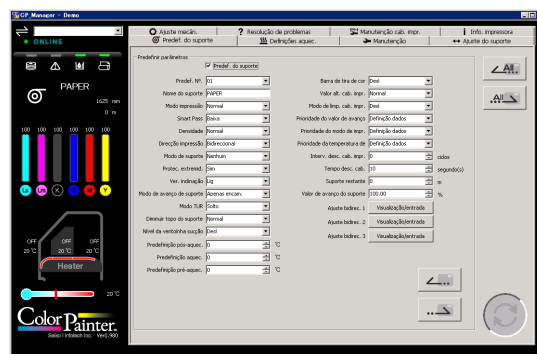 CP_Manager - Demo
ONLINE
Ajuste mecân.
Resolução de problemas
Manutenção cab. impr.
Info. impressora
Predef. do suporte
Definições aquec.
Manutenção
Ajuste do suporte
PAPER
1625 mm
0 m
100 100 100 100 100 100
Lc Lm K C M Y
OFF OFF OFF
20 °C 20 °C 20 °C
Heater
20 °C
Color Painter.
Seiko I Infotech Inc. Ver0.980
Predefinir parâmetros
Predef. do suporte
Predef. Nº. 01
Nome do suporte PAPER
Modo impressão Normal
Smart Pass Baixa
Densidade Normal
Direcção impressão Bidireccional
Modo de suporte Nenhum
Protec. extremid. Sim
Ver. inclinação Lig
Modo de avanço de suporte Apenas encain.
Modo TUR Solto
Diminuir topo do suporte Normal
Nível da ventoinha sucção Desl
Predefinição pós-aquec. 0 °C
Predefinição aquec. 0 °C
Predefinição pré-aquec. 0 °C
Barra de tira de cor Desl
Valor alt. cab. impr. Normal
Modo de limp. cab. impr. Desl
Prioridade do valor de avanço Definição dados
Prioridade do modo de impr. Definição dados
Prioridade da temperatura de Definição dados
Interv. desc. cab. impr. 0 ciclos
Tempo desc. cab. 10 segundo(s)
Suporte restante 0 m
Valor de avanço do suporte 100.00 %
Ajuste bidirec. 1 Visualização/entrada
Ajuste bidirec. 2 Visualização/entrada
Ajuste bidirec. 3 Visualização/entrada
All
All